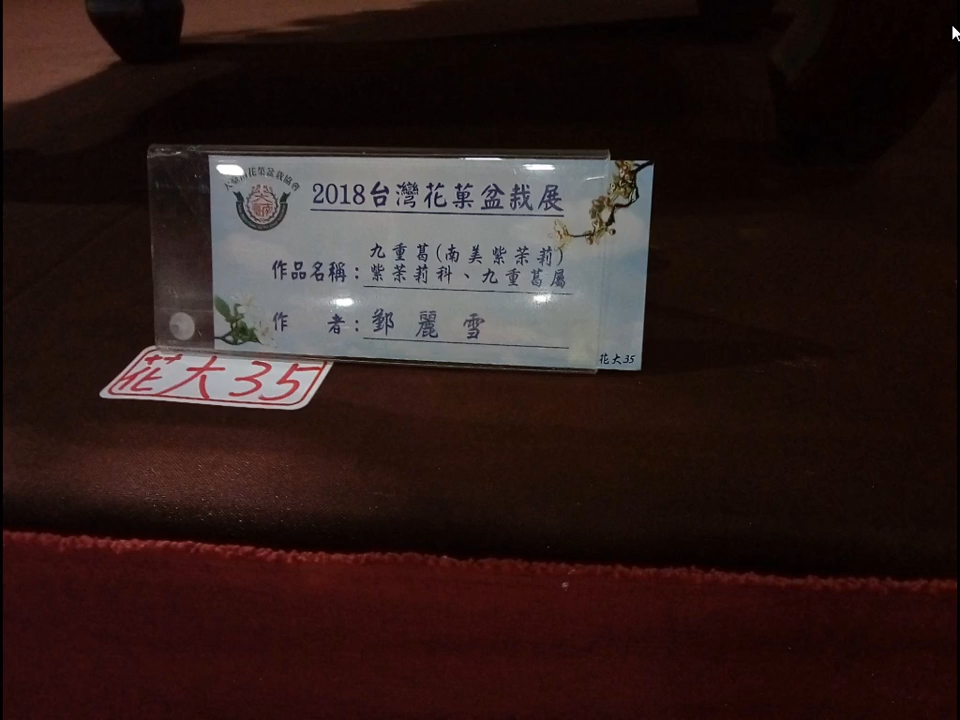 2018台灣花菓盆栽展
九重葛(南美紫茉莉)
作品名稱：紫茉莉科、九重葛屬
作　者：鄞麗雪
花大35
花大35